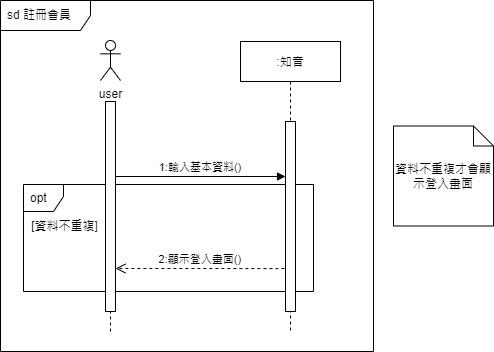 sd 註冊會員
user
:知音
1:輸入基本資料()
opt
[資料不重複]
2:顯示登入畫面()
資料不重複才會顯
示登入畫面